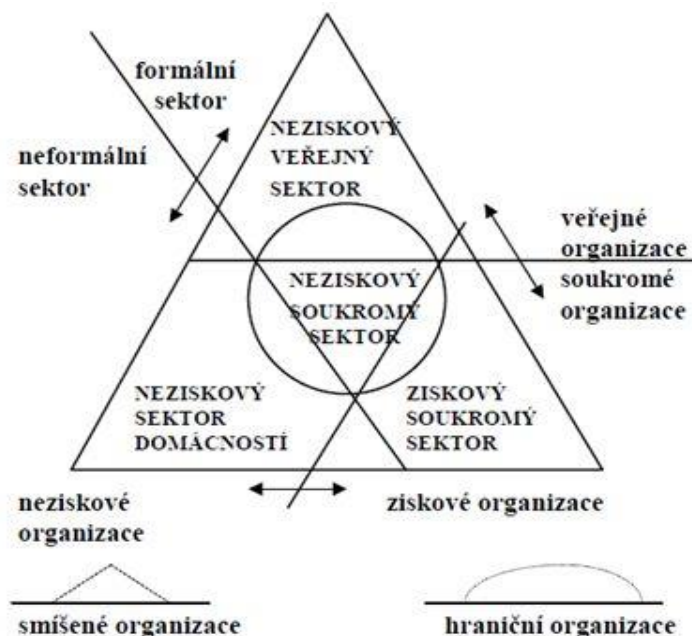 formální
sektor
neformální
sektor
NEZISKOVÝ
VEŘEJNÝ
SEKTOR
veřejné
organizace
soukromé
organizace
NEZISKOVÝ
SOUKROMÝ
SEKTOR
NEZISKOVÝ
SEKTOR
DOMÁCNOSTÍ
ZISKOVÝ
SOUKROMÝ
SEKTOR
neziskové
organizace
ziskové organizace
smíšené organizace
hraniční organizace